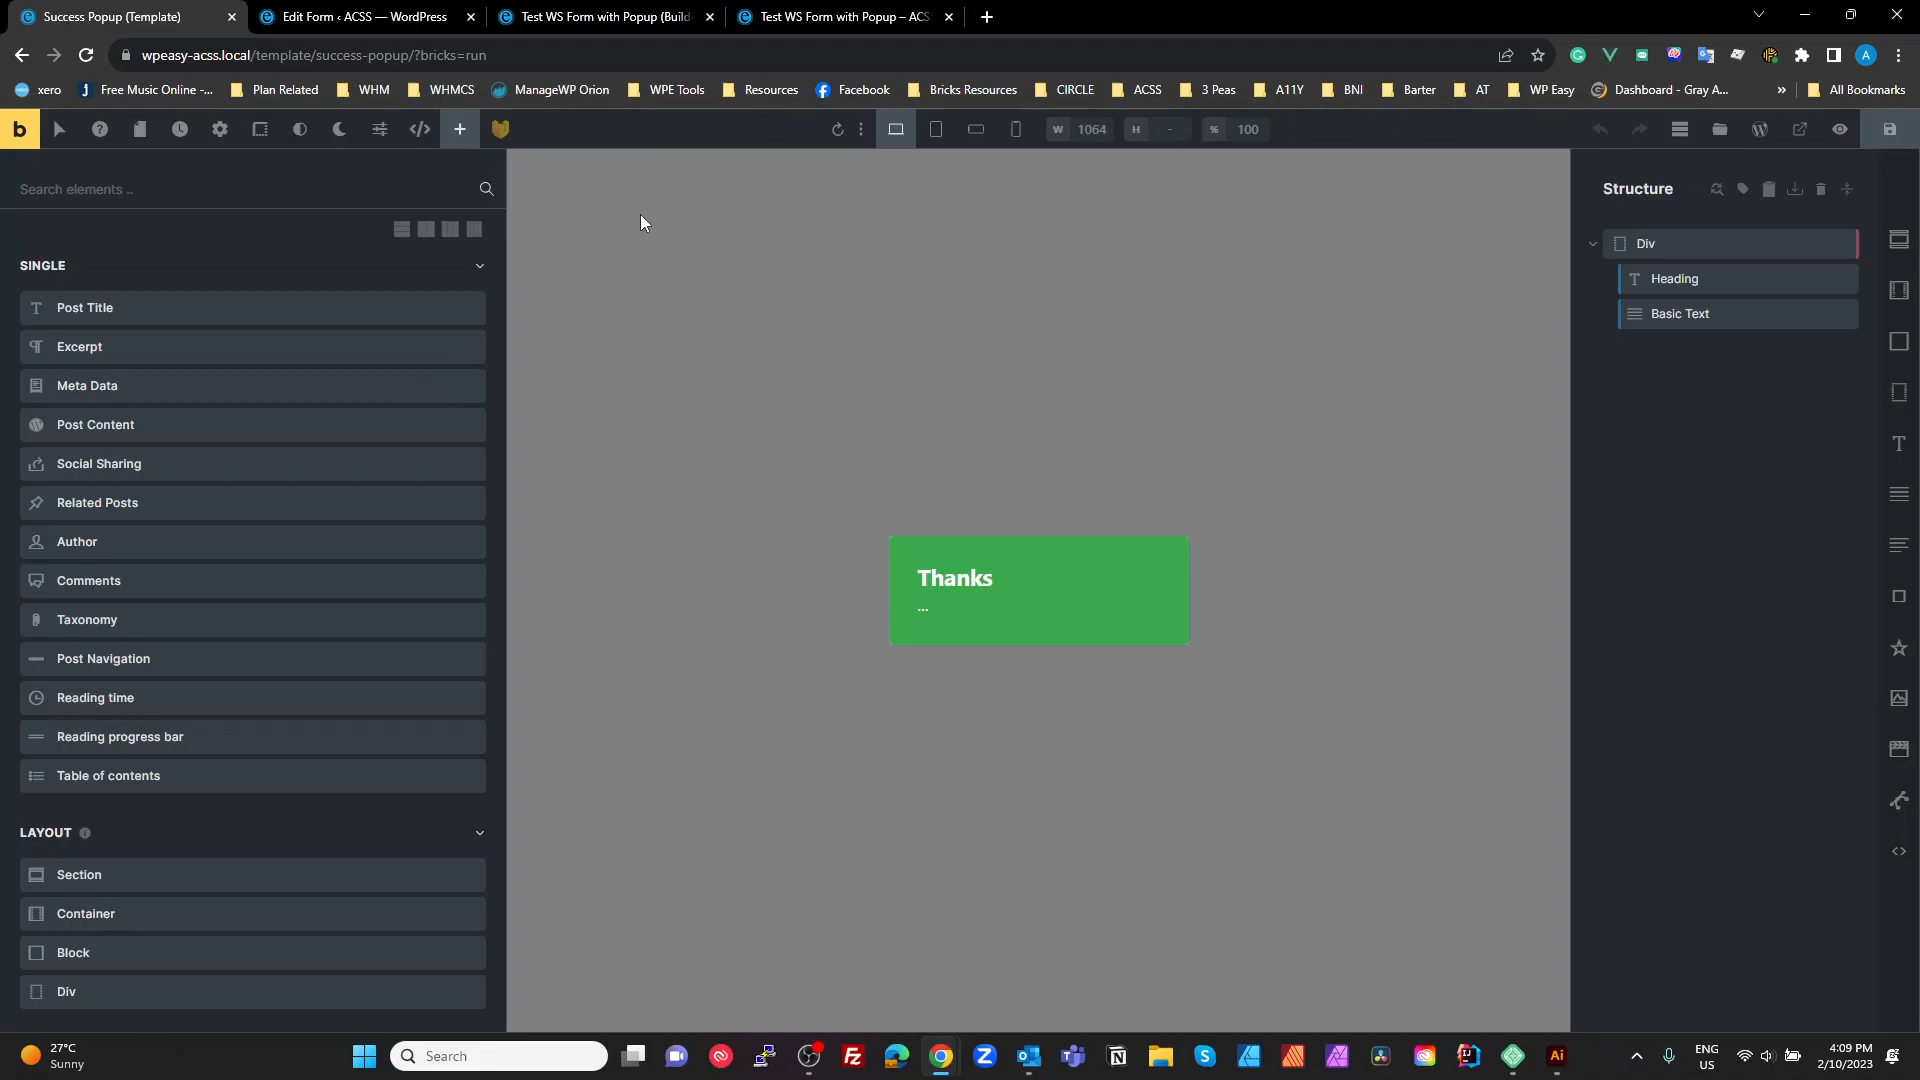 Success Popup (Template)
Edit Form ‹ ACSS — WordPress
Test WS Form with Popup (Build
Test WS Form with Popup – ACS
wpeasy-acss.local/template/success-popup/?bricks=run
xero
Free Music Online -...
Plan Related
WHM
WHMCS
ManageWP Orion
WPE Tools
Resources
Facebook
Bricks Resources
CIRCLE
ACSS
3 Peas
A11Y
BNI
Barter
AT
WP Easy
Dashboard - Gray A...
»
All Bookmarks
b
W 1064
H -
% 100
Search elements ..
SINGLE
Post Title
Excerpt
Meta Data
Post Content
Social Sharing
Related Posts
Author
Comments
Taxonomy
Post Navigation
Reading time
Reading progress bar
Table of contents
LAYOUT
Section
Container
Block
Div
Thanks
...
Structure
Div
Heading
Basic Text
27°C
Sunny
Search
ENG
US
4:09 PM
2/10/2023